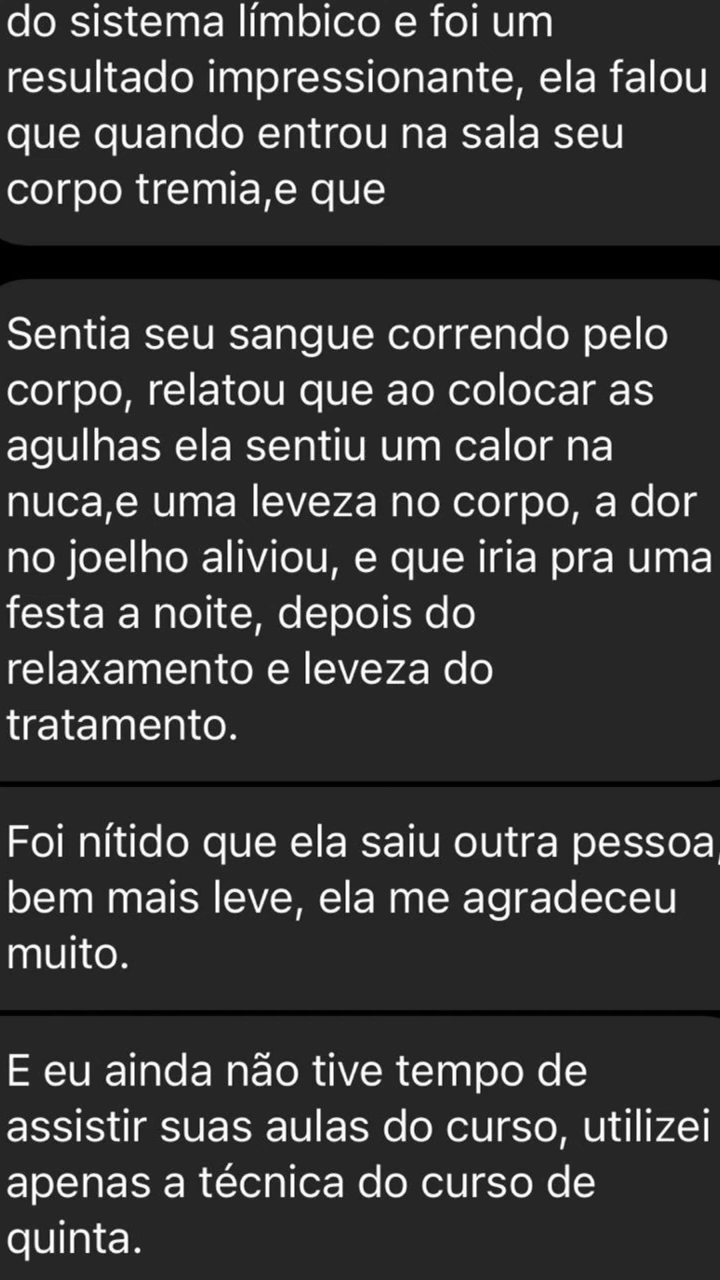 do sistema límbico e foi um
resultado impressionante, ela falou
que quando entrou na sala seu
corpo tremia,e que
Sentia seu sangue correndo pelo
corpo, relatou que ao colocar as
agulhas ela sentiu um calor na
nuca,e uma leveza no corpo, a dor
no joelho aliviou, e que iria pra uma
festa a noite, depois do
relaxamento e leveza do
tratamento.
Foi nítido que ela saiu outra pessoa,
bem mais leve, ela me agradeceu
muito.
E eu ainda não tive tempo de
assistir suas aulas do curso, utilizei
apenas a técnica do curso de
quinta.